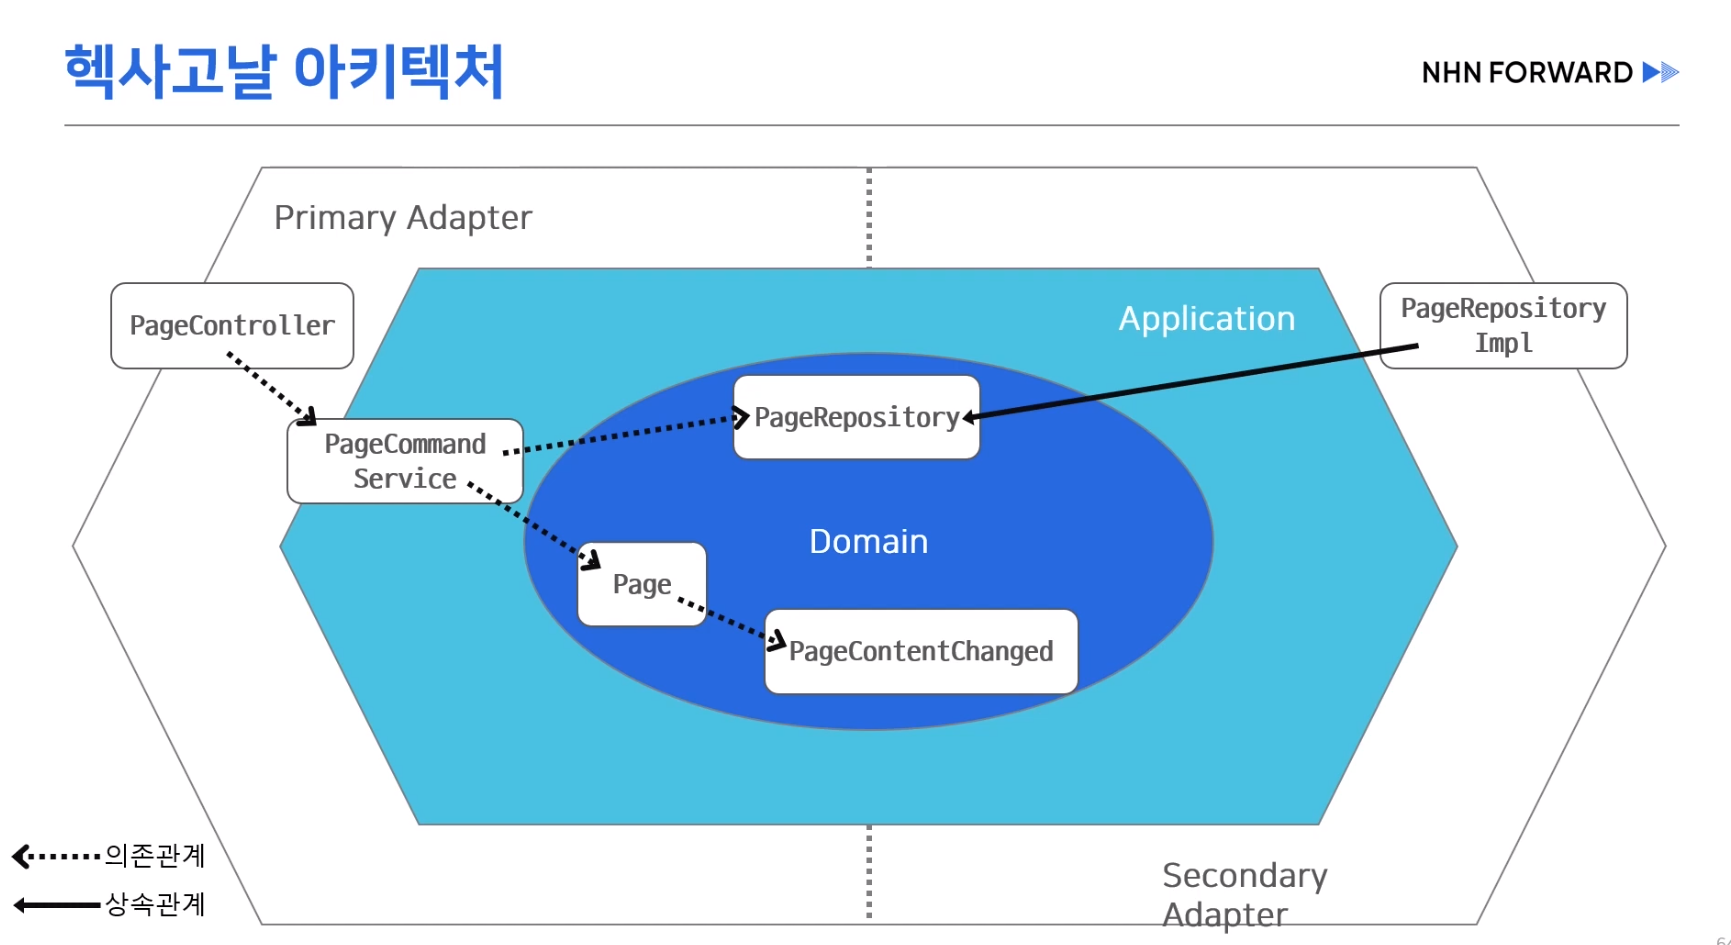 헥사고날 아키텍처
NHN FORWARD
Primary Adapter
PageController
Application
PageRepository
Impl
PageCommand
Service
PageRepository
Domain
Page
PageContentChanged
의존관계
상속관계
Secondary
Adapter